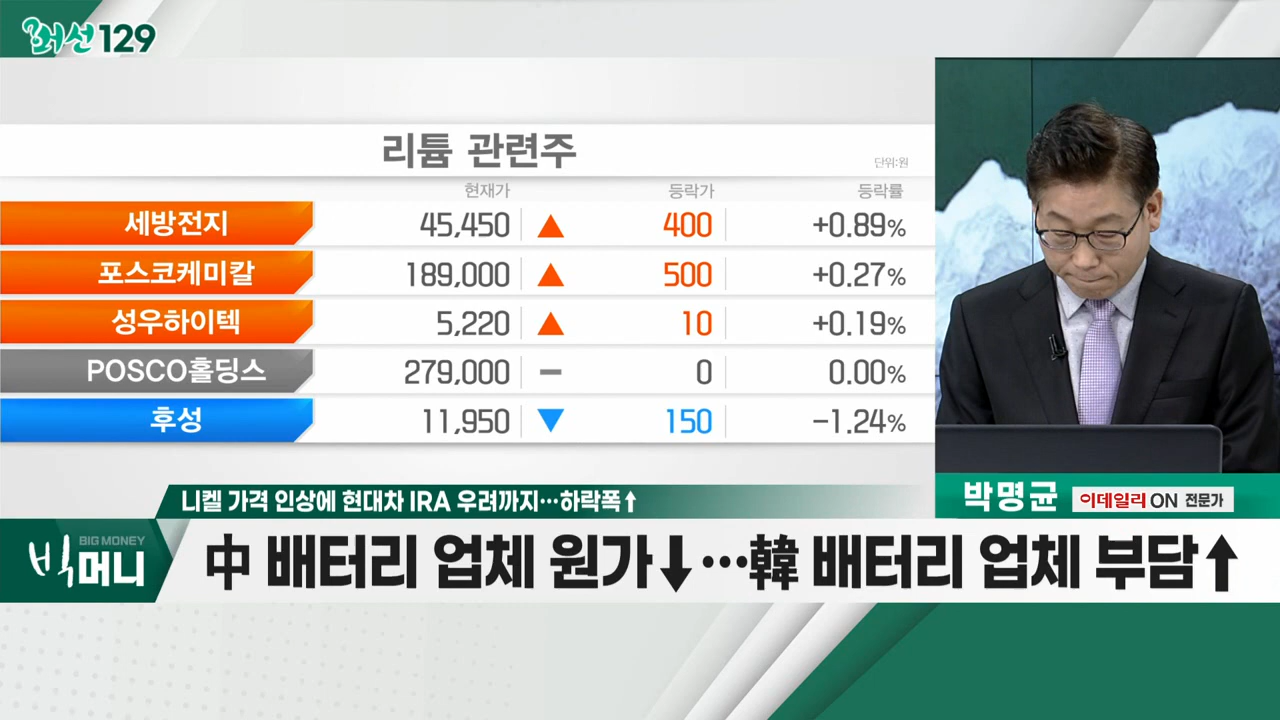 최선129
리튬 관련주
단위:원
현재가 등락가 등락률
세방전지 45,450 ▲ 400 +0.89%
포스코케미칼 189,000 ▲ 500 +0.27%
성우하이텍 5,220 ▲ 10 +0.19%
POSCO홀딩스 279,000 - 0 0.00%
후성 11,950 ▼ 150 -1.24%
박명균 이데일리ON 전문가
니켈 가격 인상에 현대차 IRA 우려까지…하락폭↑
BIG MONEY
빅머니
中 배터리 업체 원가↓…韓 배터리 업체 부담↑